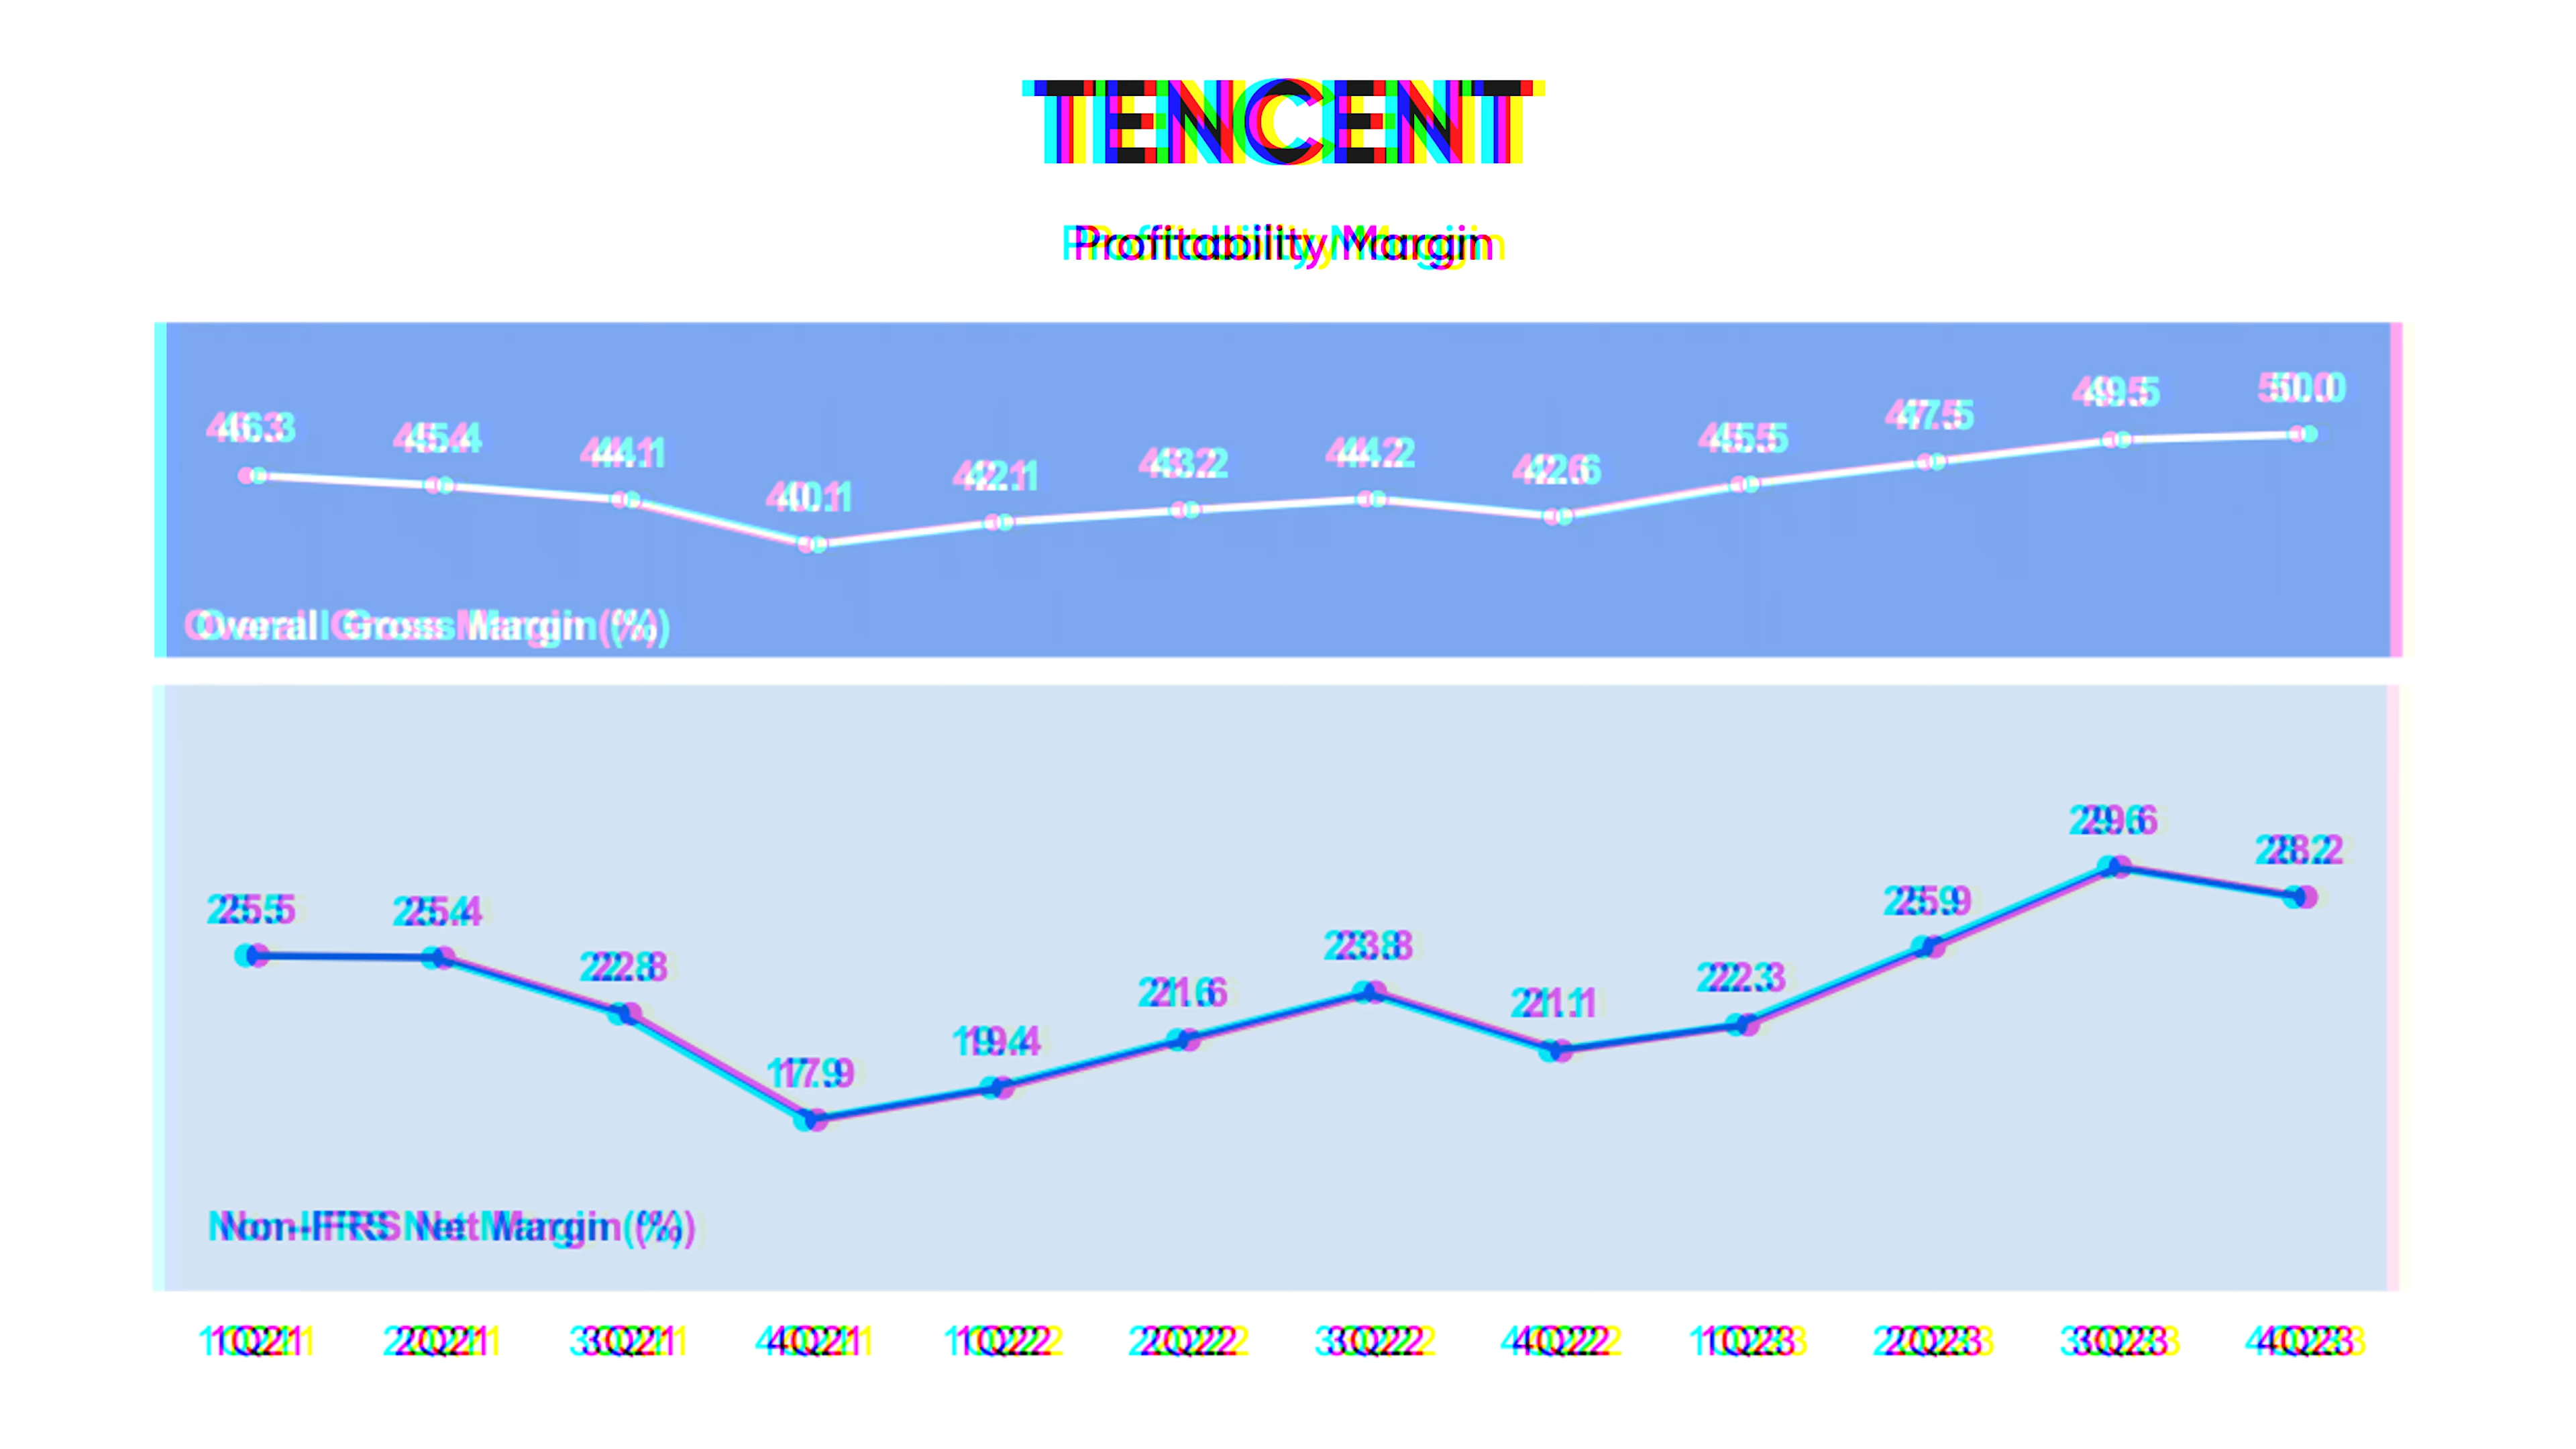 TENCENT
Profitability Margin
46.3 45.4 44.1 40.1 42.1 43.2 44.2 42.6 45.5 47.5 49.5 50.0
Overall Gross Margin (%)
25.5 25.4 22.8 17.9 19.4 21.6 23.8 21.1 22.3 25.9 29.6 28.2
Non-IFRS Net Margin (%)
1Q21 2Q21 3Q21 4Q21 1Q22 2Q22 3Q22 4Q22 1Q23 2Q23 3Q23 4Q23